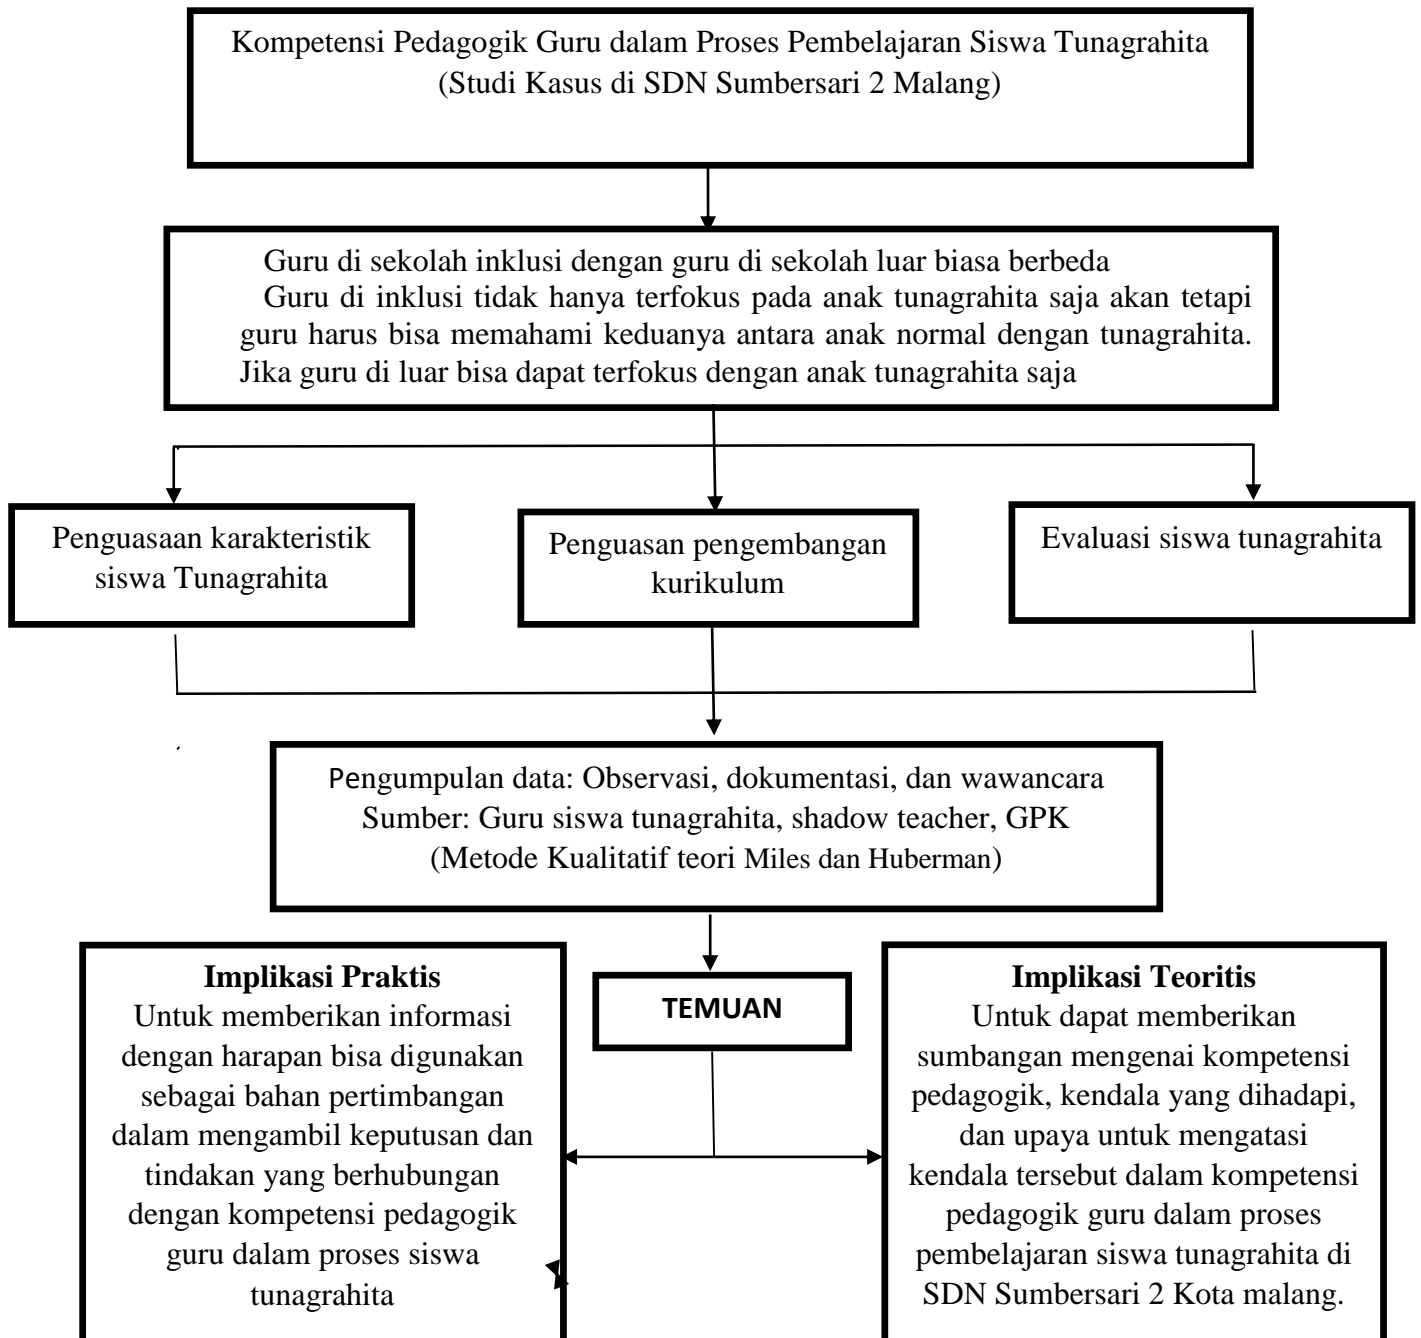 Kompetensi Pedagogik Guru dalam Proses Pembelajaran Siswa Tunagrahita
(Studi Kasus di SDN Sumbersari 2 Malang)
Guru di sekolah inklusi dengan guru di sekolah luar biasa berbeda
Guru di inklusi tidak hanya terfokus pada anak tunagrahita saja akan tetapi
guru harus bisa memahami keduanya antara anak normal dengan tunagrahita.
Jika guru di luar bisa dapat terfokus dengan anak tunagrahita saja
Penguasaan karakteristik
siswa Tunagrahita
Penguasan pengembangan
kurikulum
Evaluasi siswa tunagrahita
Pengumpulan data: Observasi, dokumentasi, dan wawancara
Sumber: Guru siswa tunagrahita, shadow teacher, GPK
(Metode Kualitatif teori Miles dan Huberman)
Implikasi Praktis
Untuk memberikan informasi
dengan harapan bisa digunakan
sebagai bahan pertimbangan
dalam mengambil keputusan dan
tindakan yang berhubungan
dengan kompetensi pedagogik
guru dalam proses siswa
tunagrahita
TEMUAN
Implikasi Teoritis
Untuk dapat memberikan
sumbangan mengenai kompetensi
pedagogik, kendala yang dihadapi,
dan upaya untuk mengatasi
kendala tersebut dalam kompetensi
pedagogik guru dalam proses
pembelajaran siswa tunagrahita di
SDN Sumbersari 2 Kota malang.